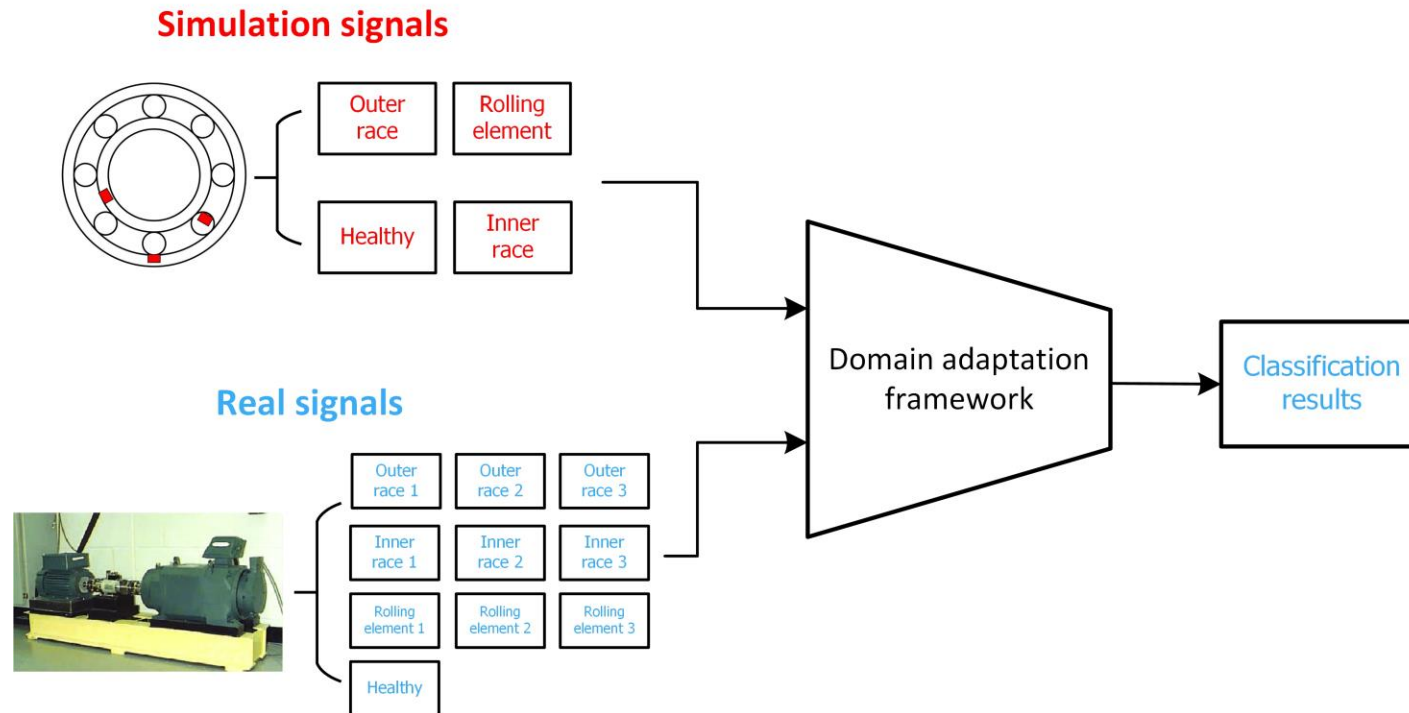 Simulation signals
Outer
race
Rolling
element
Healthy
Inner
race
Domain adaptation
framework
Classification
results
Real signals
Outer
race 1
Outer
race 2
Outer
race 3
Inner
race 1
Inner
race 2
Inner
race 3
Rolling
element 1
Rolling
element 2
Rolling
element 3
Healthy